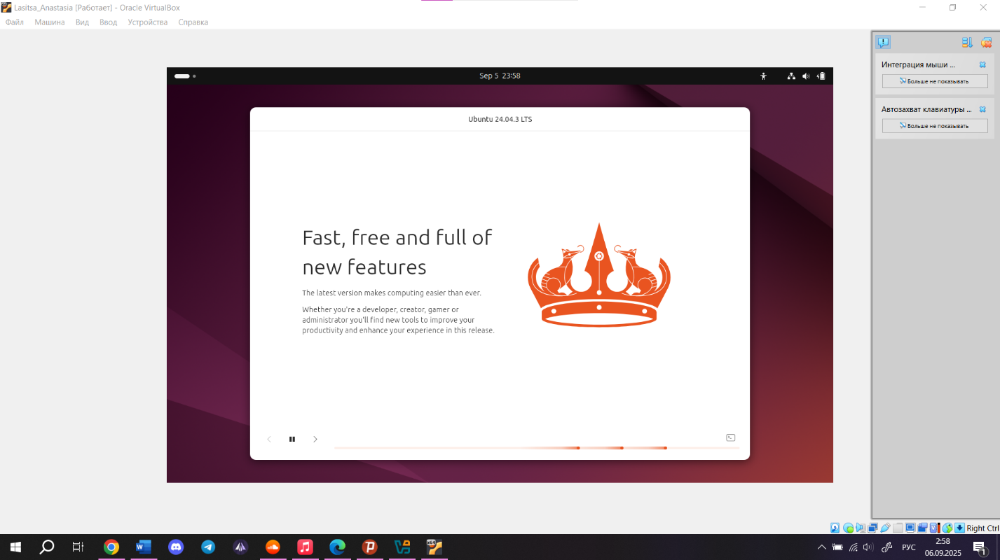 Lasitsa_Anastasia [Работает] - Oracle VirtualBox
Файл Машина Вид Ввод Устройства Справка
Sep 5 23:58
Ubuntu 24.04.3 LTS
Fast, free and full of
new features
The latest version makes computing easier than ever.
Whether you're a developer, creator, gamer or
administrator you'll find new tools to improve your
productivity and enhance your experience in this release.
Интеграция мыши ...
Больше не показывать
Автозахват клавиатуры ...
Больше не показывать
Right Ctrl
РУС
2:58
06.09.2025
1